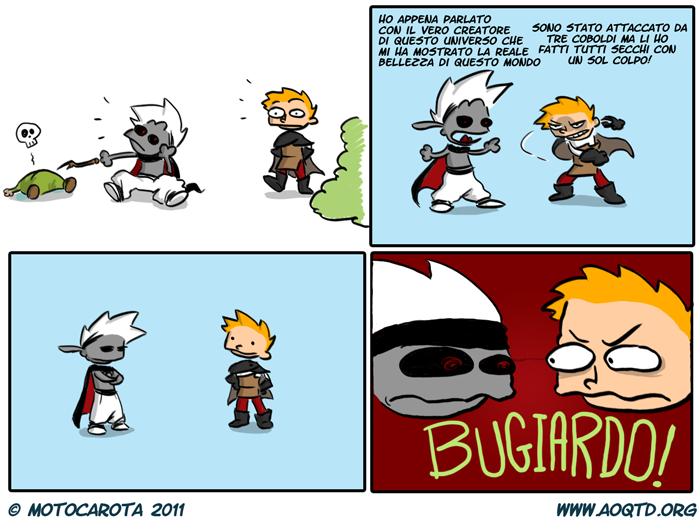 HO APPENA PARLATO
CON IL VERO CREATORE
DI QUESTO UNIVERSO CHE
MI HA MOSTRATO LA REALE
BELLEZZA DI QUESTO MONDO
SONO STATO ATTACCATO DA
TRE COBOLDI MA LI HO
FATTI TUTTI SECCHI CON
UN SOL COLPO!
BUGIARDO!
© MOTOCAROTA 2011
WWW.AOQTD.ORG